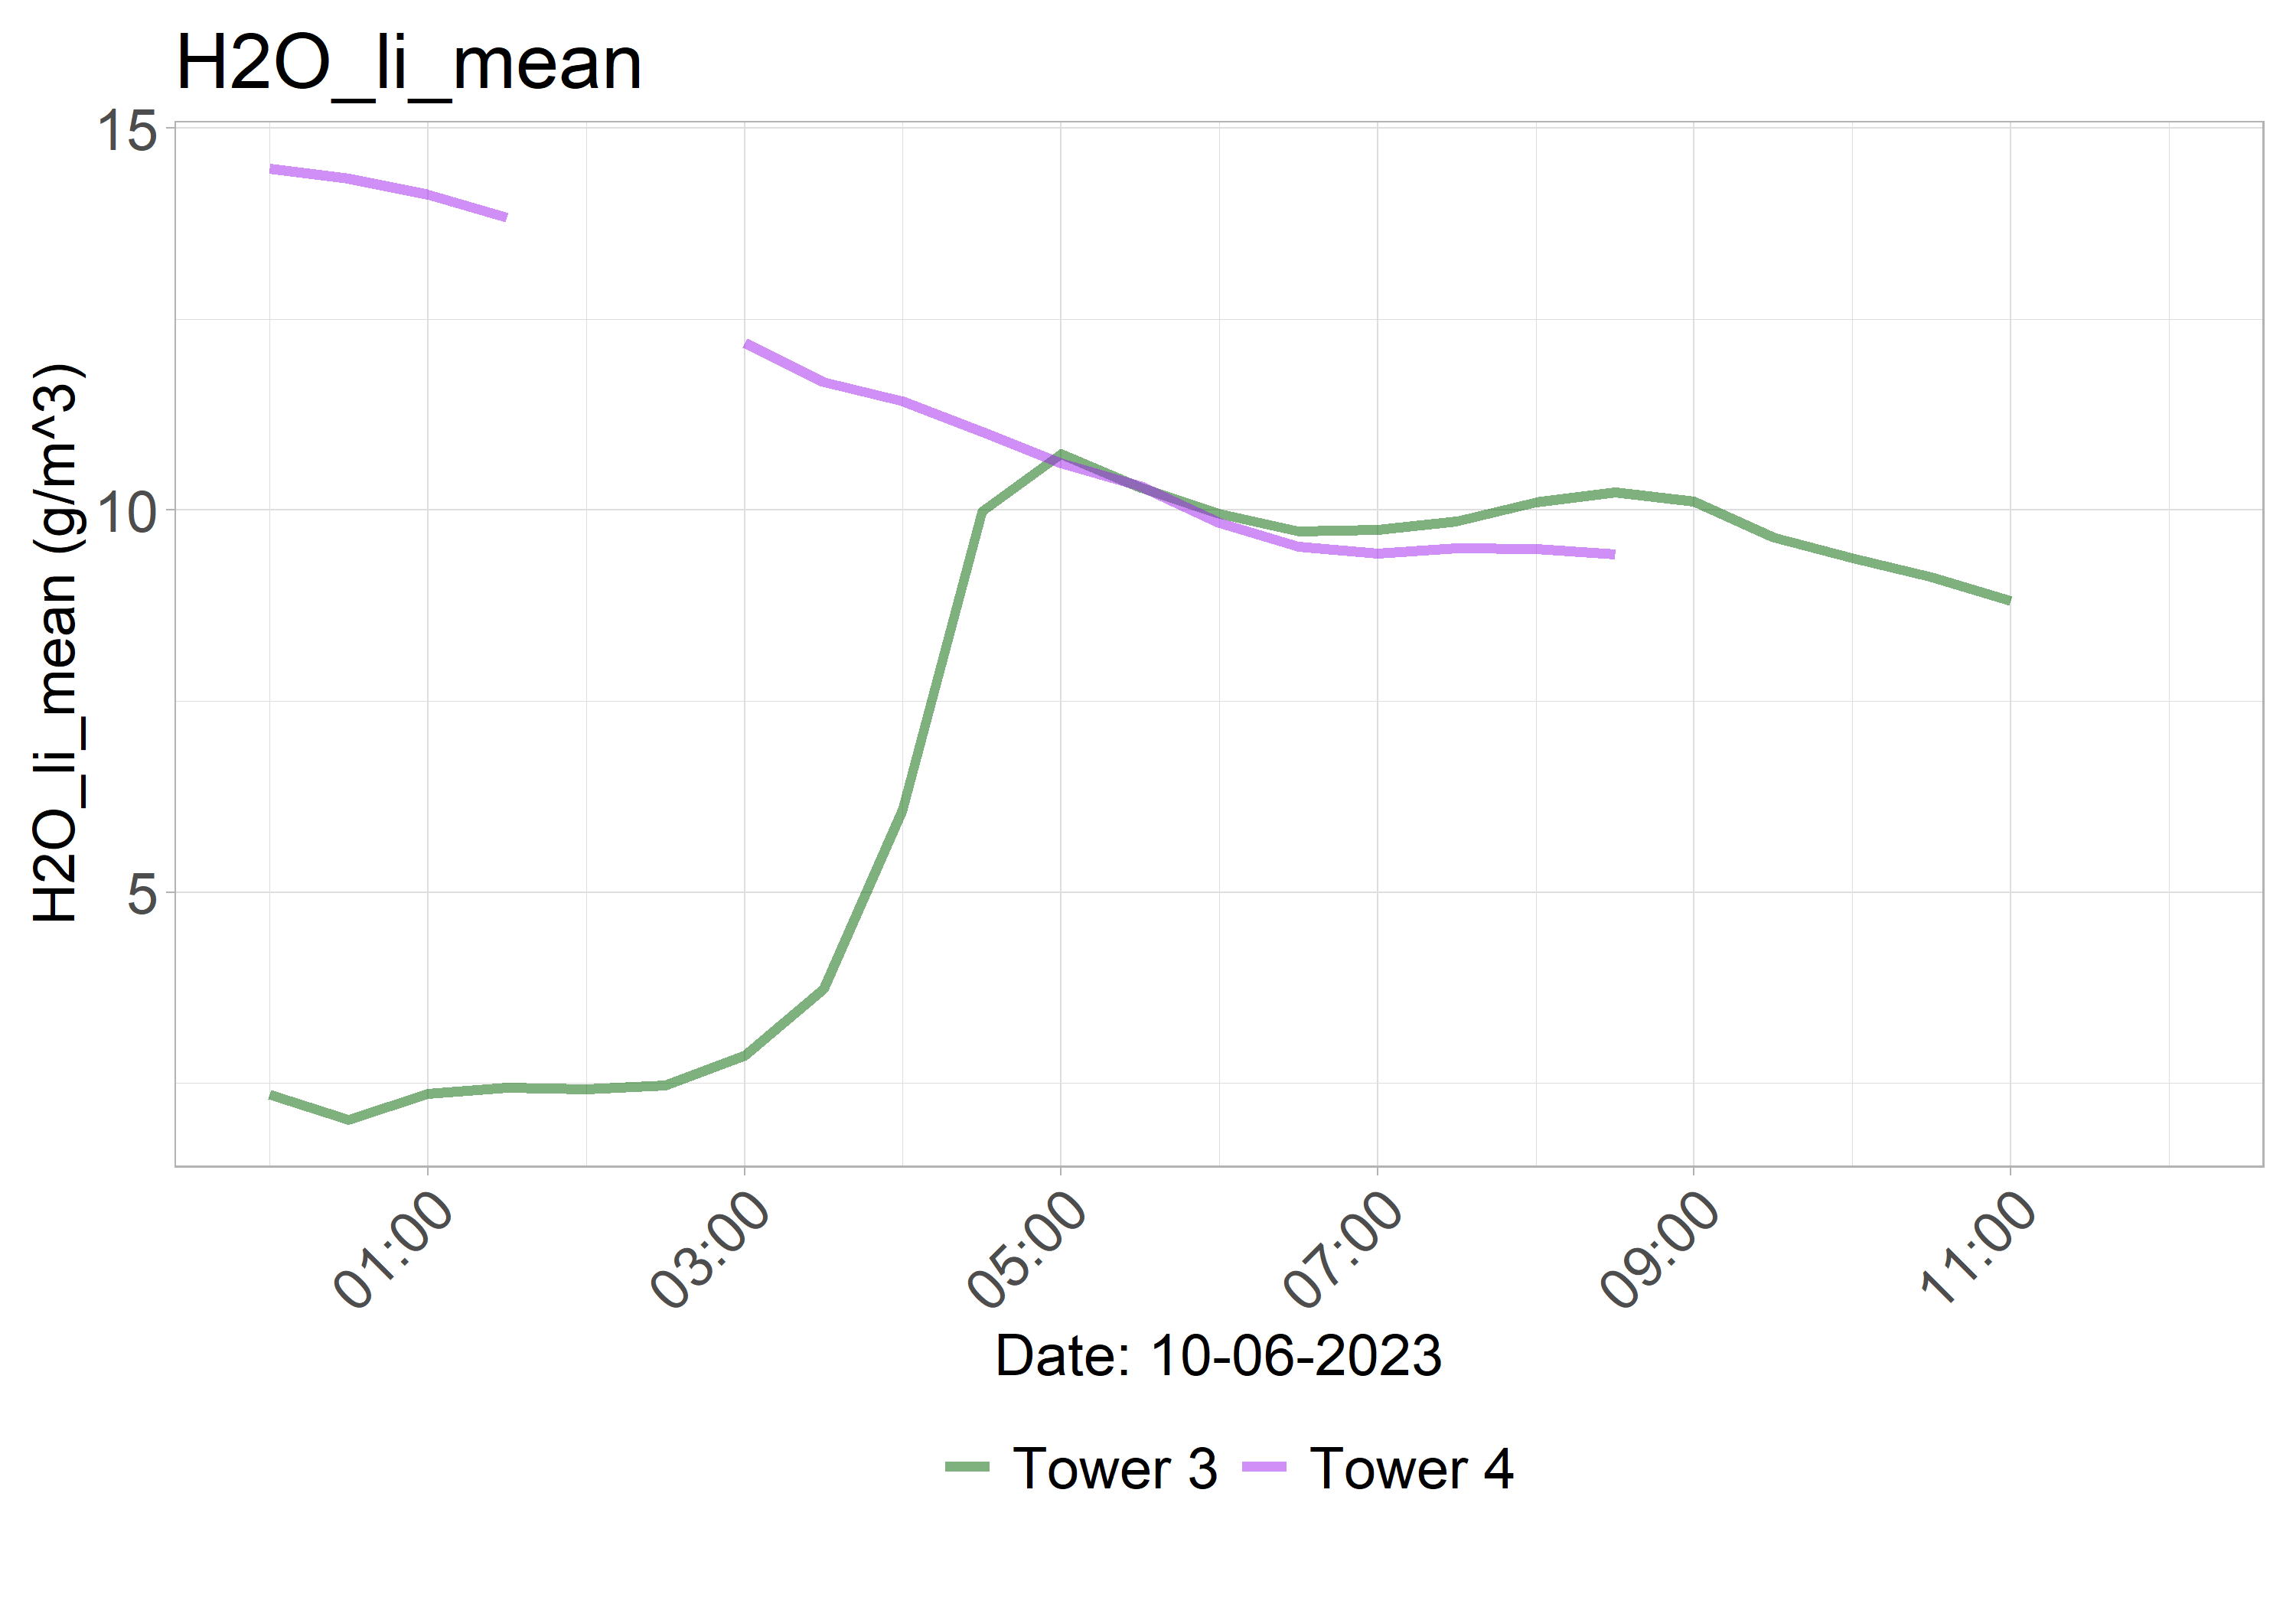 H2O_li_mean
H2O_li_mean (g/m^3)
15
10
5
01:00 03:00 05:00 07:00 09:00 11:00
Date: 10-06-2023
Tower 3 Tower 4